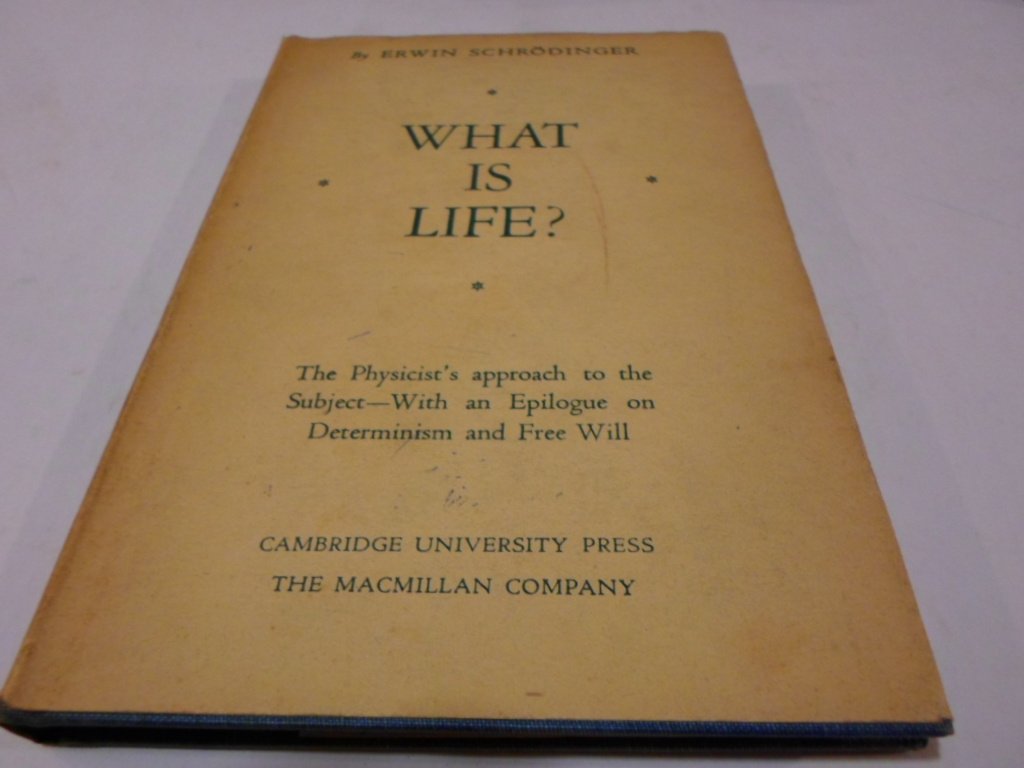 By ERWIN SCHRÖDINGER
WHAT
IS
LIFE?
The Physicist's approach to the
Subject—With an Epilogue on
Determinism and Free Will
CAMBRIDGE UNIVERSITY PRESS
THE MACMILLAN COMPANY